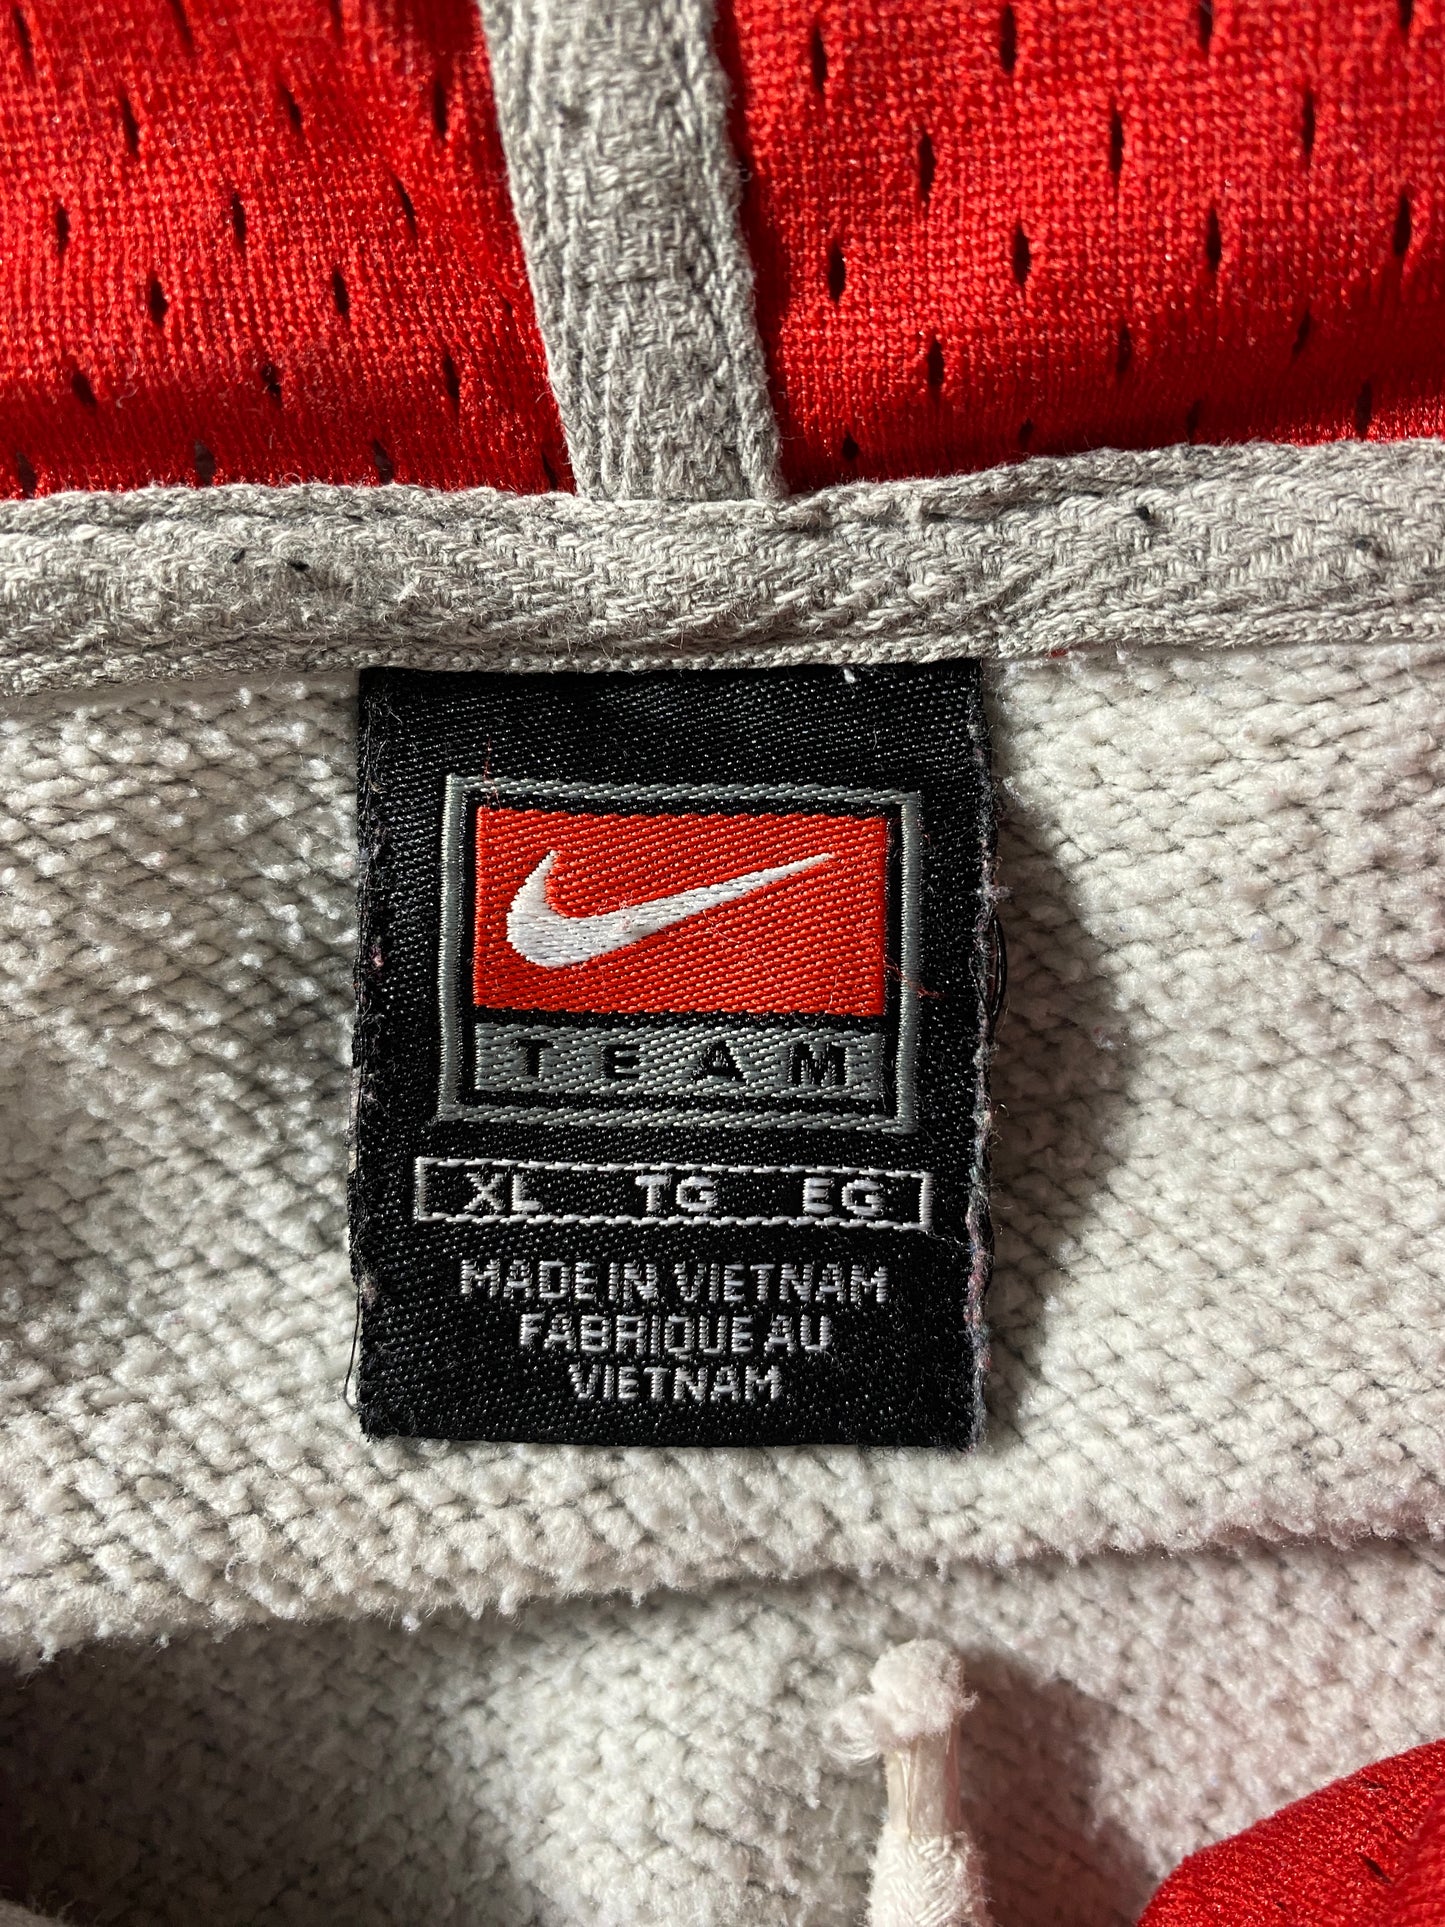 TEAM
XL TG EG
MADE IN VIETNAM
FABRIQUE AU
VIETNAM